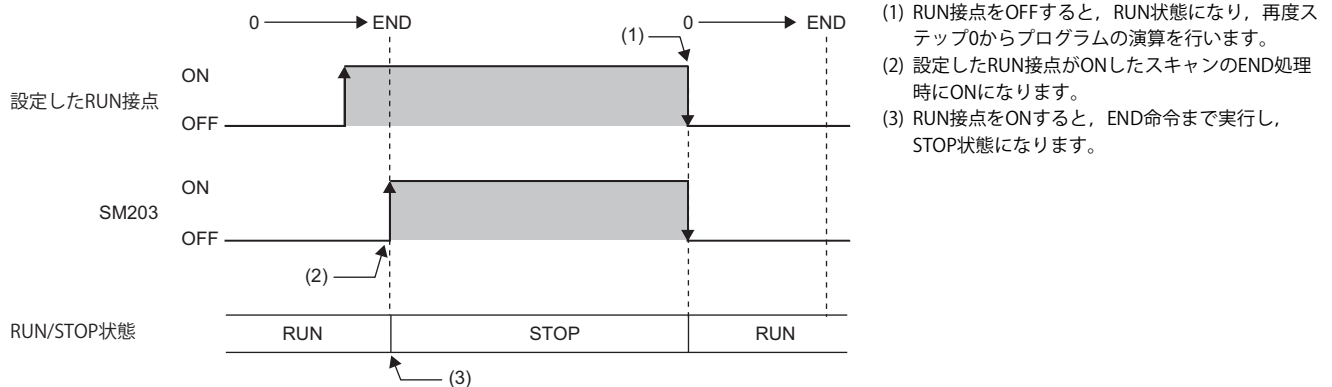 0 END
0 END
(1)
設定したRUN接点
ON
OFF
SM203
ON
OFF
(2)
RUN/STOP状態
RUN
STOP
RUN
(3)
(1) RUN接点をOFFすると，RUN状態になり，再度ス
テップ0からプログラムの演算を行います。
(2) 設定したRUN接点がONしたスキャンのEND処理
時にONになります。
(3) RUN接点をONすると，END命令まで実行し，
STOP状態になります。